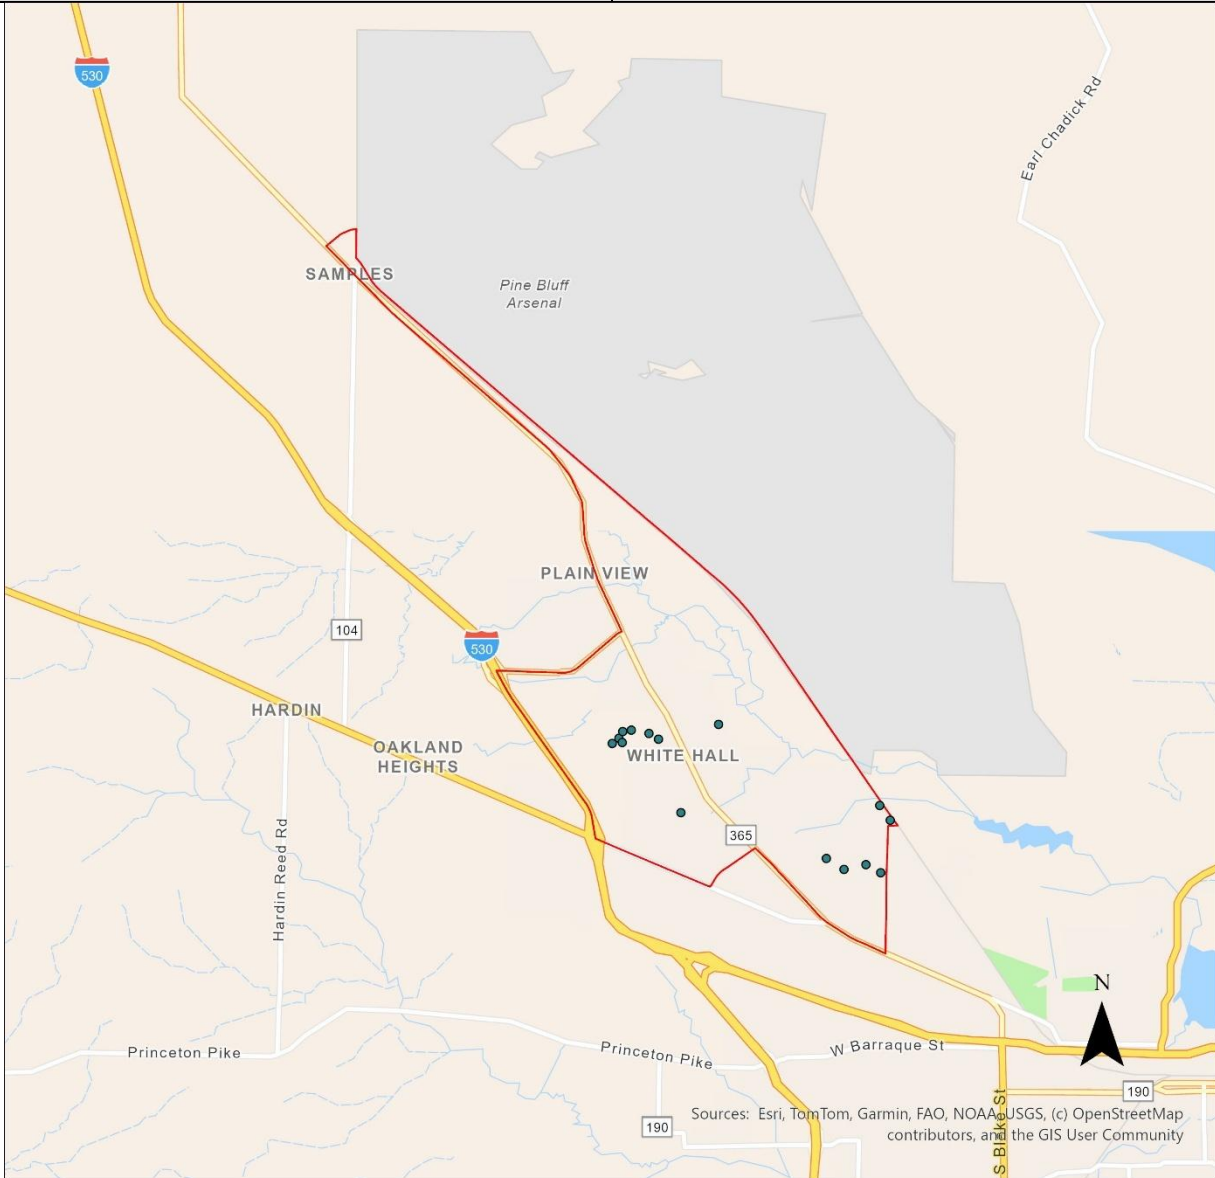 530
Earl Chadick Rd
SAMPLES
Pine Bluff
Arsenal
PLAIN VIEW
104
530
HARDIN
OAKLAND
HEIGHTS
WHITE HALL
365
Hardin Reed Rd
N
Princeton Pike
Princeton Pike
W Barraque St
190
190
S Blake St
Sources: Esri, TomTom, Garmin, FAO, NOAA, USGS, (c) OpenStreetMap
contributors, and the GIS User Community